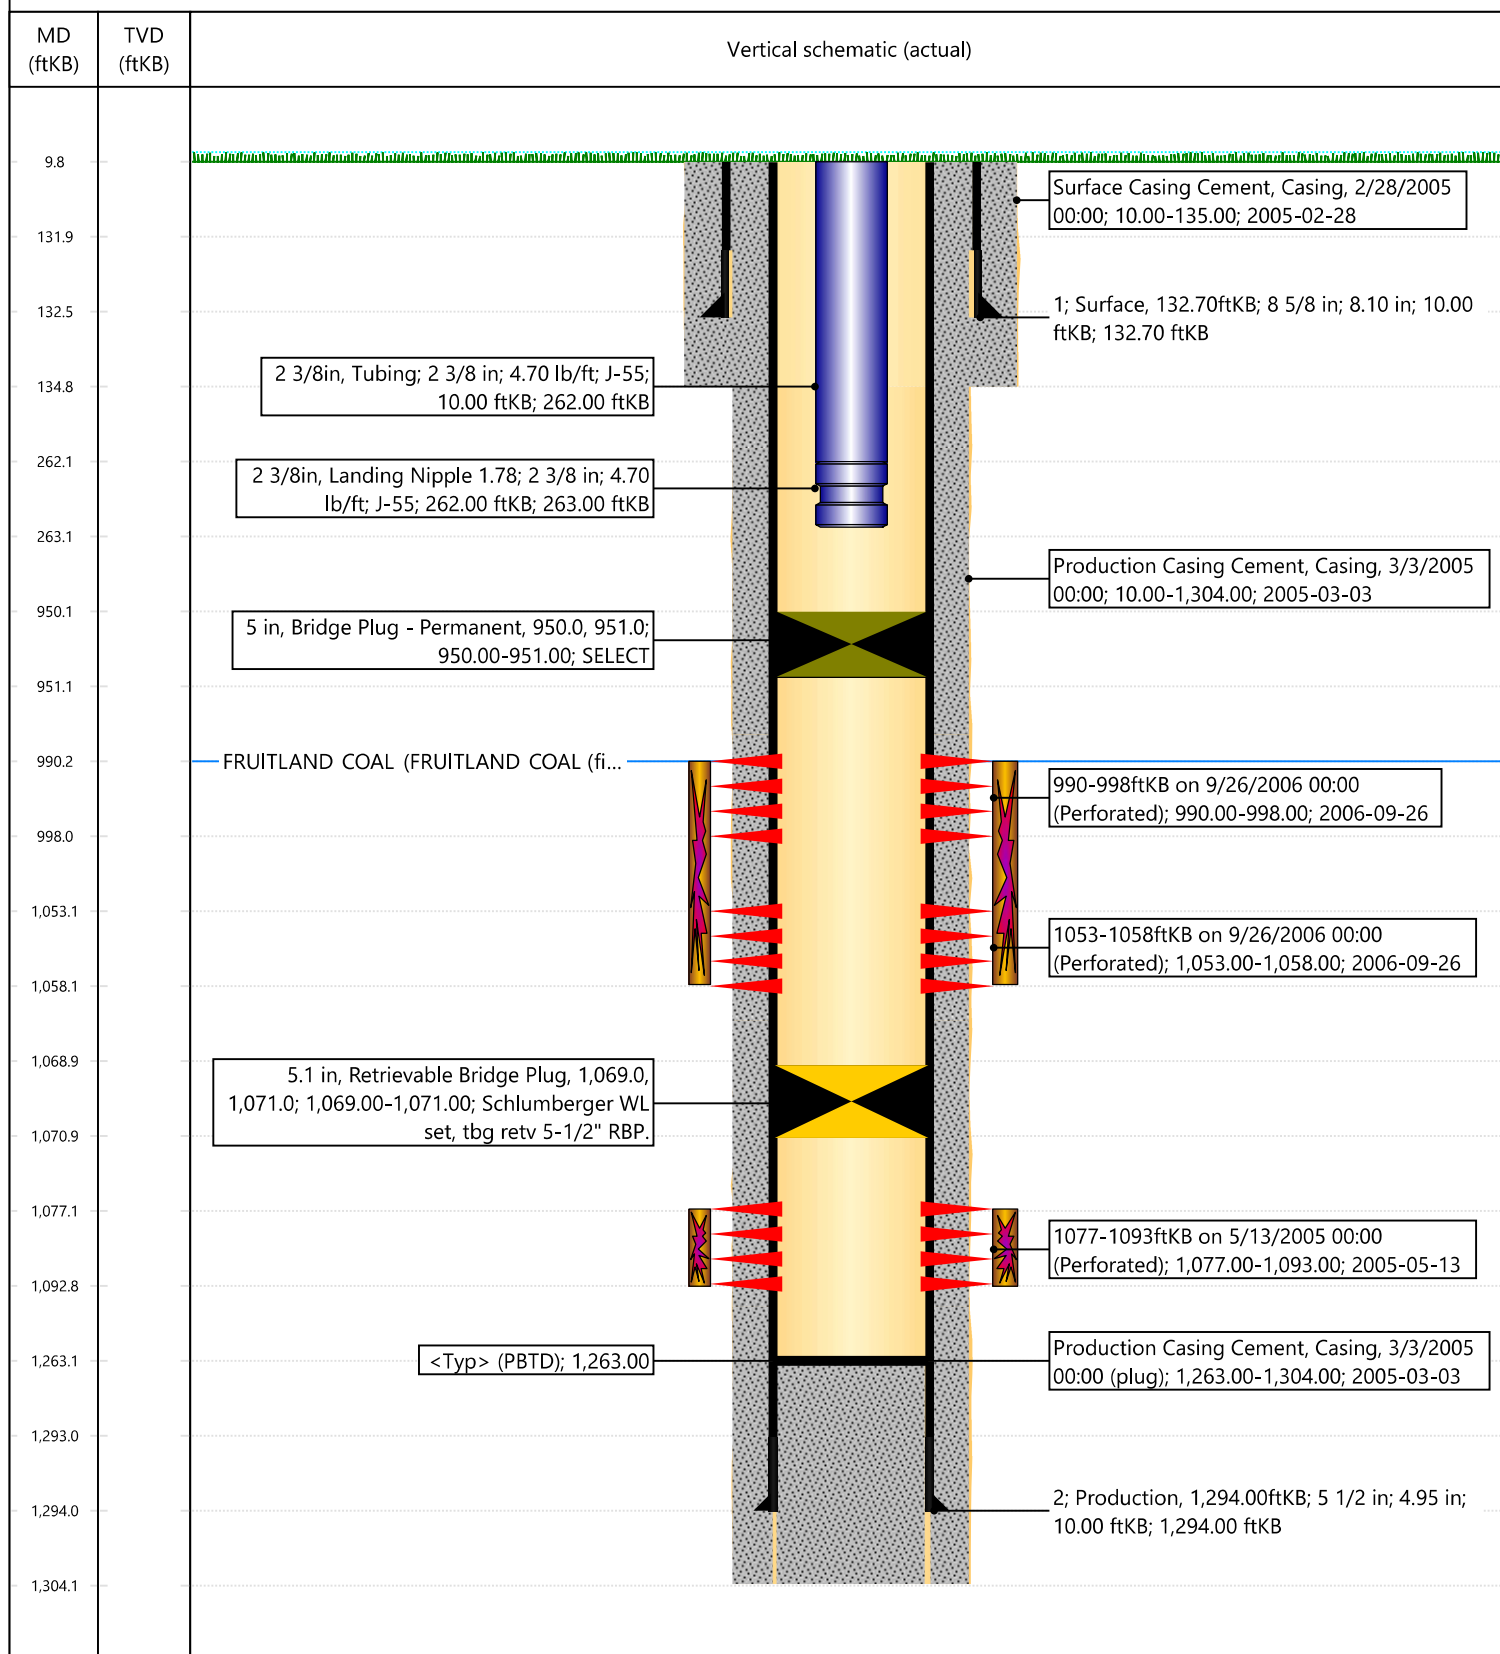 MD
(ftKB)
TVD
(ftKB)
Vertical schematic (actual)
9.8
Surface Casing Cement, Casing, 2/28/2005
00:00; 10.00-135.00; 2005-02-28
131.9
1; Surface, 132.70ftKB; 8 5/8 in; 8.10 in; 10.00
ftKB; 132.70 ftKB
132.5
2 3/8in, Tubing; 2 3/8 in; 4.70 lb/ft; J-55;
10.00 ftKB; 262.00 ftKB
134.8
2 3/8in, Landing Nipple 1.78; 2 3/8 in; 4.70
lb/ft; J-55; 262.00 ftKB; 263.00 ftKB
262.1
263.1
Production Casing Cement, Casing, 3/3/2005
00:00; 10.00-1,304.00; 2005-03-03
950.1
5 in, Bridge Plug - Permanent, 950.0, 951.0;
950.00-951.00; SELECT
951.1
990.2
FRUITLAND COAL (FRUITLAND COAL (fi...
990-998ftKB on 9/26/2006 00:00
(Perforated); 990.00-998.00; 2006-09-26
998.0
1,053.1
1053-1058ftKB on 9/26/2006 00:00
(Perforated); 1,053.00-1,058.00; 2006-09-26
1,058.1
1,068.9
5.1 in, Retrievable Bridge Plug, 1,069.0,
1,071.0; 1,069.00-1,071.00; Schlumberger WL
set, tbg retv 5-1/2" RBP.
1,070.9
1,077.1
1077-1093ftKB on 5/13/2005 00:00
(Perforated); 1,077.00-1,093.00; 2005-05-13
1,092.8
1,263.1
<Typ> (PBTD); 1,263.00
Production Casing Cement, Casing, 3/3/2005
00:00 (plug); 1,263.00-1,304.00; 2005-03-03
1,293.0
1,294.0
2; Production, 1,294.00ftKB; 5 1/2 in; 4.95 in;
10.00 ftKB; 1,294.00 ftKB
1,304.1